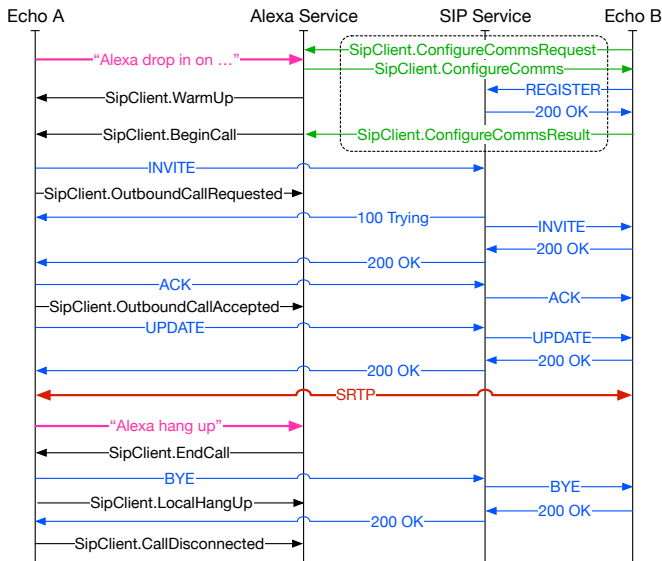 Echo A Alexa Service SIP Service Echo B
SipClient.ConfigureCommsRequest
“Alexa drop in on ...”
SipClient.ConfigureComms
REGISTER
SipClient.WarmUp
200 OK
SipClient.BeginCall
SipClient.ConfigureCommsResult
INVITE
SipClient.OutboundCallRequested
100 Trying
INVITE
200 OK
200 OK
ACK
ACK
SipClient.OutboundCallAccepted
UPDATE
UPDATE
200 OK
200 OK
SRTP
“Alexa hang up”
SipClient.EndCall
BYE
BYE
SipClient.LocalHangUp
200 OK
200 OK
SipClient.CallDisconnected